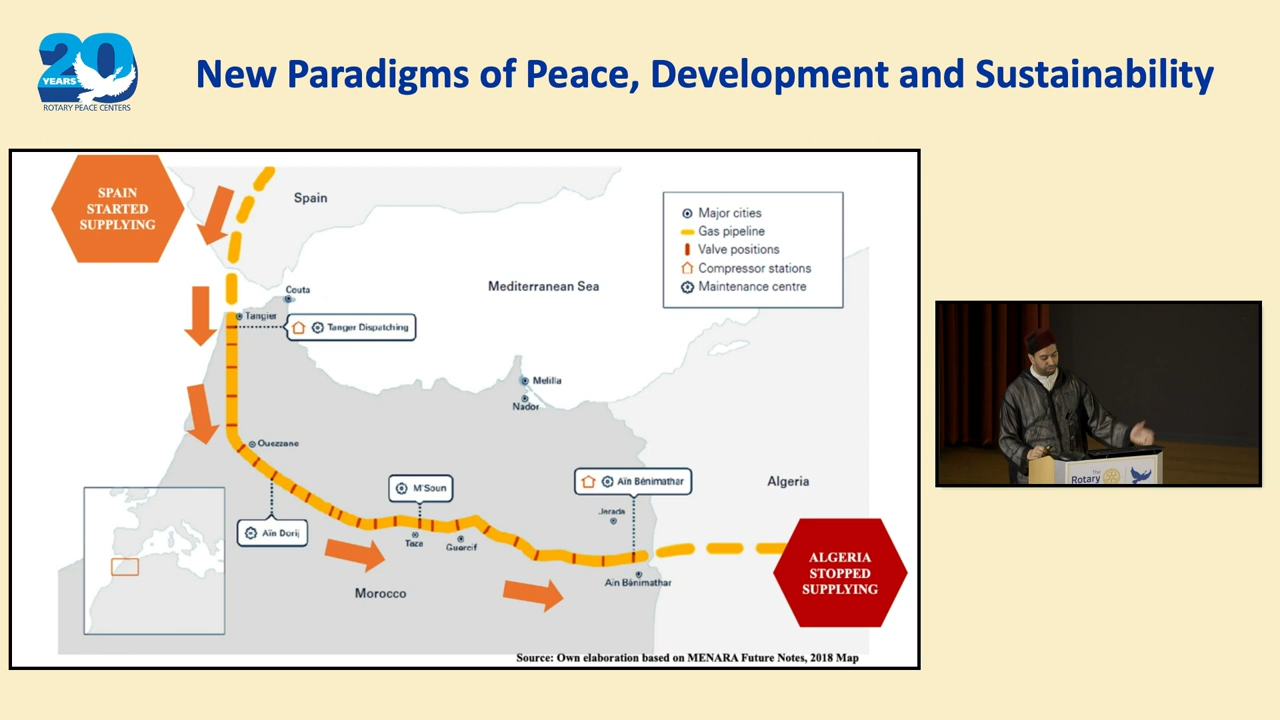 20
YEARS
ROTARY PEACE CENTERS
New Paradigms of Peace, Development and Sustainability
SPAIN
STARTED
SUPPLYING
Spain
Major cities
Gas pipeline
Valve positions
Compressor stations
Maintenance centre
Mediterranean Sea
Ceuta
Tangier
Tanger Dispatching
Melilla
Nador
Ouezzane
M'Soun
Aïn Bénimathar
Algeria
Jerada
Aïn Dorij
Taza
Guercif
Aïn Bénimathar
Morocco
ALGERIA
STOPPED
SUPPLYING
Source: Own elaboration based on MENARA Future Notes, 2018 Map
The
Rotary